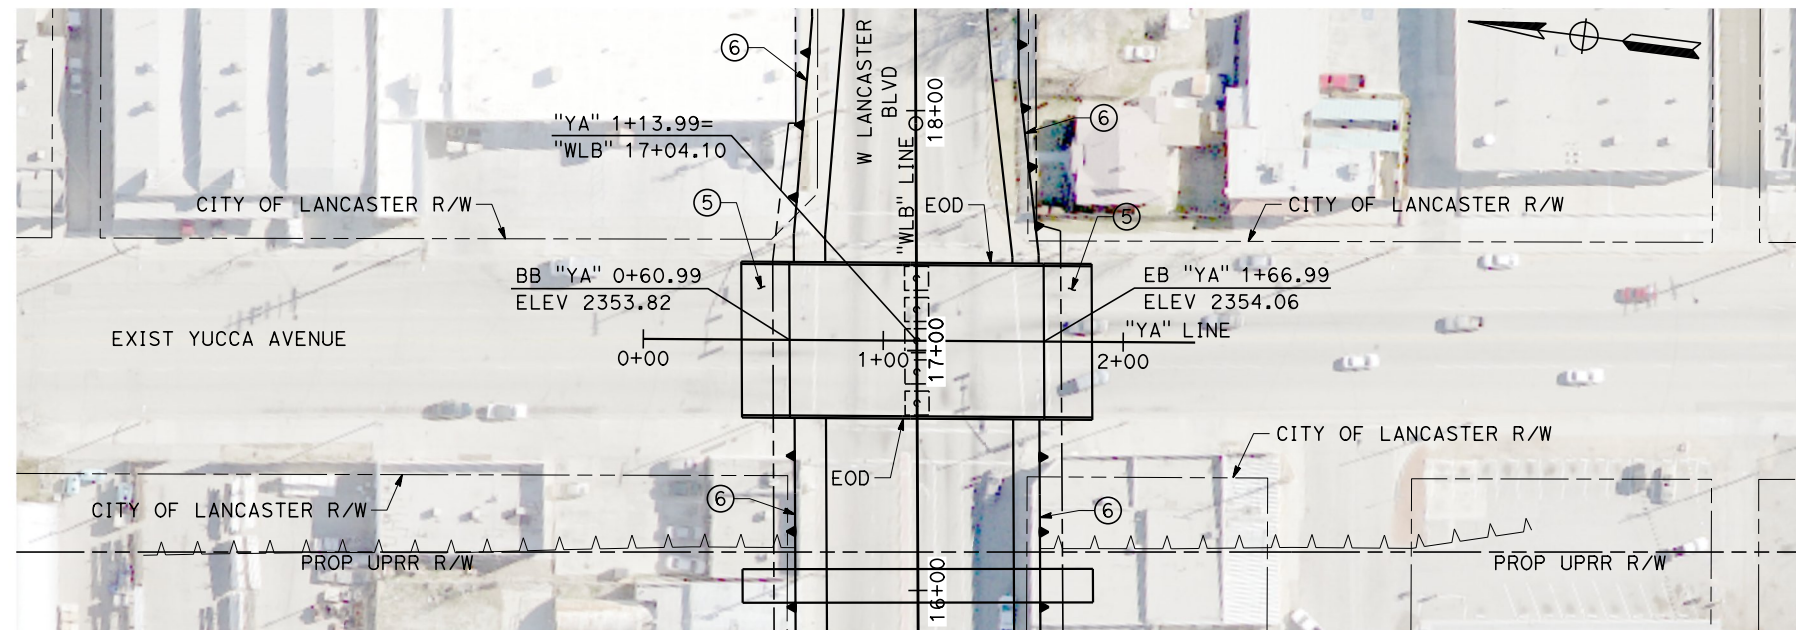 W LANCASTER
BLVD
6
18+00
6
"YA" 1+13.99=
"WLB" 17+04.10
"WLB" LINE
CITY OF LANCASTER R/W
5
EOD
5
CITY OF LANCASTER R/W
BB "YA" 0+60.99
ELEV 2353.82
EB "YA" 1+66.99
ELEV 2354.06
EXIST YUCCA AVENUE
"YA" LINE
0+00
1+00
17+00
2+00
CITY OF LANCASTER R/W
EOD
CITY OF LANCASTER R/W
6
6
PROP UPRR R/W
PROP UPRR R/W
16+00